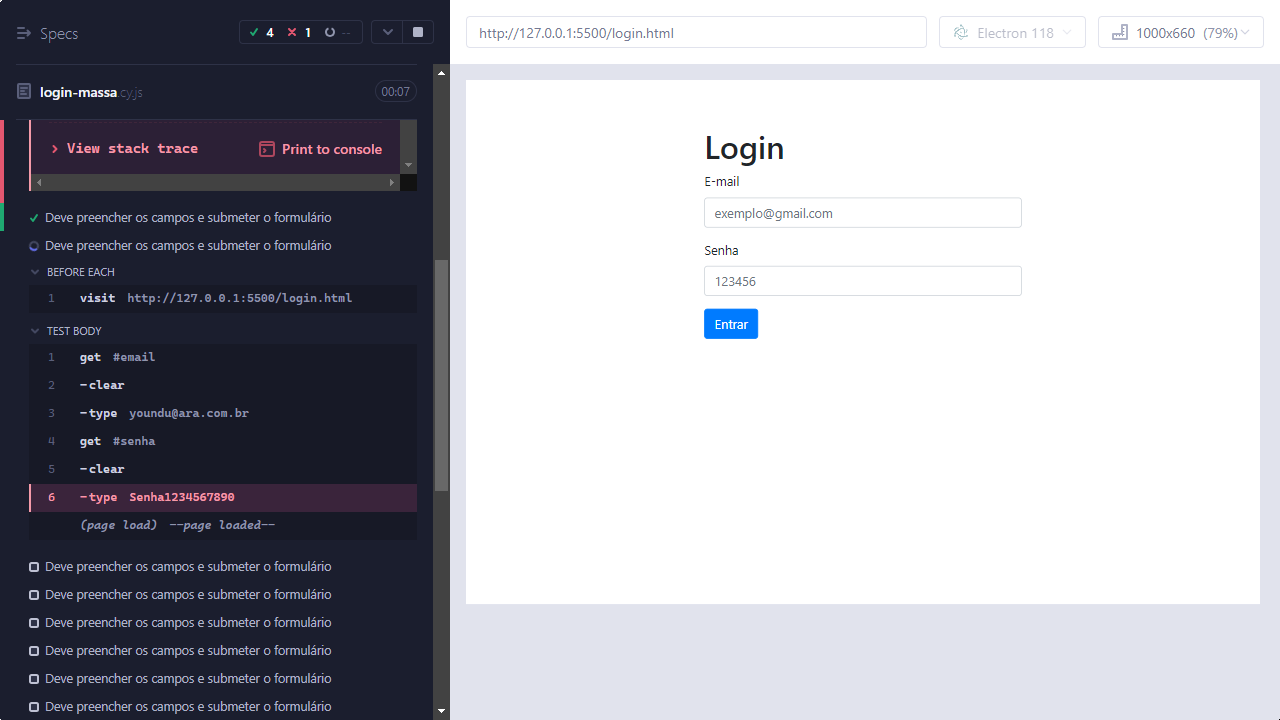 Specs
4 1 --
login-massa.cy.js 00:07
View stack trace Print to console
Deve preencher os campos e submeter o formulário
Deve preencher os campos e submeter o formulário
BEFORE EACH
1 visit http://127.0.0.1:5500/login.html
TEST BODY
1 get #email
2 -clear
3 -type youndu@ara.com.br
4 get #senha
5 -clear
6 -type Senha1234567890
(page load) --page loaded--
Deve preencher os campos e submeter o formulário
Deve preencher os campos e submeter o formulário
Deve preencher os campos e submeter o formulário
Deve preencher os campos e submeter o formulário
Deve preencher os campos e submeter o formulário
Deve preencher os campos e submeter o formulário
http://127.0.0.1:5500/login.html Electron 118 1000x660 (79%)
Login
E-mail
exemplo@gmail.com
Senha
123456
Entrar